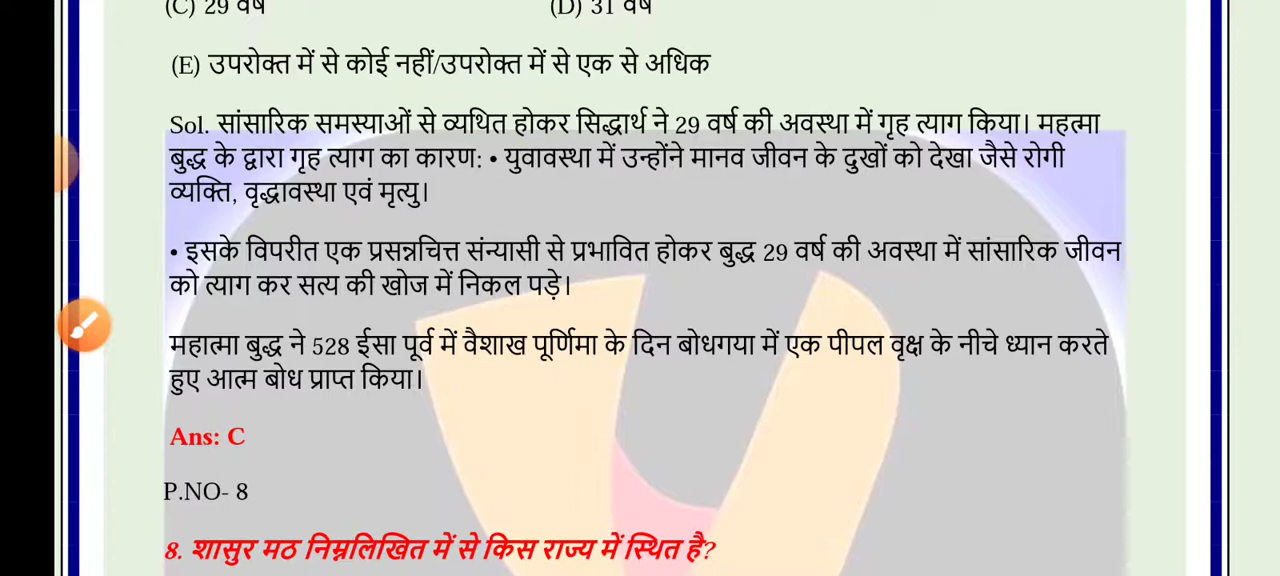 (C) 29 वर्ष (D) 31 वर्ष
(E) उपरोक्त में से कोई नहीं/उपरोक्त में से एक से अधिक
Sol. सांसारिक समस्याओं से व्यथित होकर सिद्धार्थ ने 29 वर्ष की अवस्था में गृह त्याग किया। महत्मा
बुद्ध के द्वारा गृह त्याग का कारण: • युवावस्था में उन्होंने मानव जीवन के दुखों को देखा जैसे रोगी
व्यक्ति, वृद्धावस्था एवं मृत्यु।
• इसके विपरीत एक प्रसन्नचित्त संन्यासी से प्रभावित होकर बुद्ध 29 वर्ष की अवस्था में सांसारिक जीवन
को त्याग कर सत्य की खोज में निकल पड़े।
महात्मा बुद्ध ने 528 ईसा पूर्व में वैशाख पूर्णिमा के दिन बोधगया में एक पीपल वृक्ष के नीचे ध्यान करते
हुए आत्म बोध प्राप्त किया।
Ans: C
P.NO- 8
8. शासुर मठ निम्नलिखित में से किस राज्य में स्थित है?